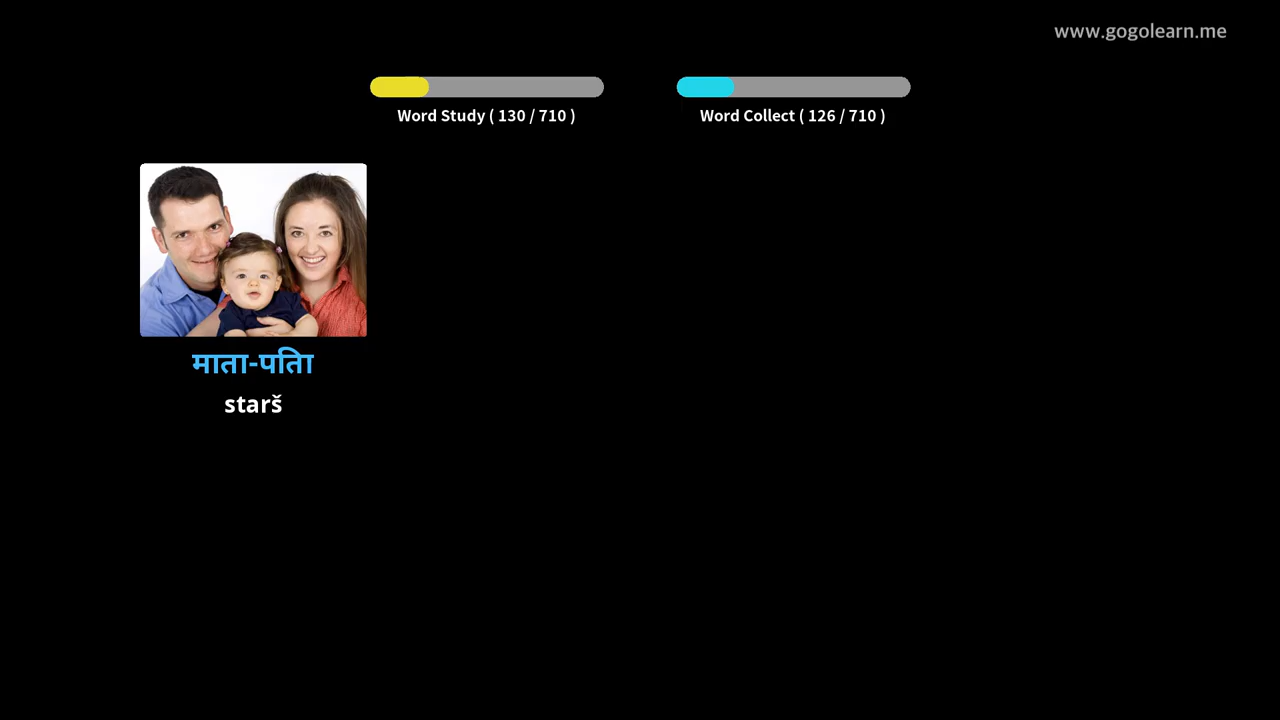 www.gogolearn.me
Word Study ( 130 / 710 )
Word Collect ( 126 / 710 )
माता-पिता
starš